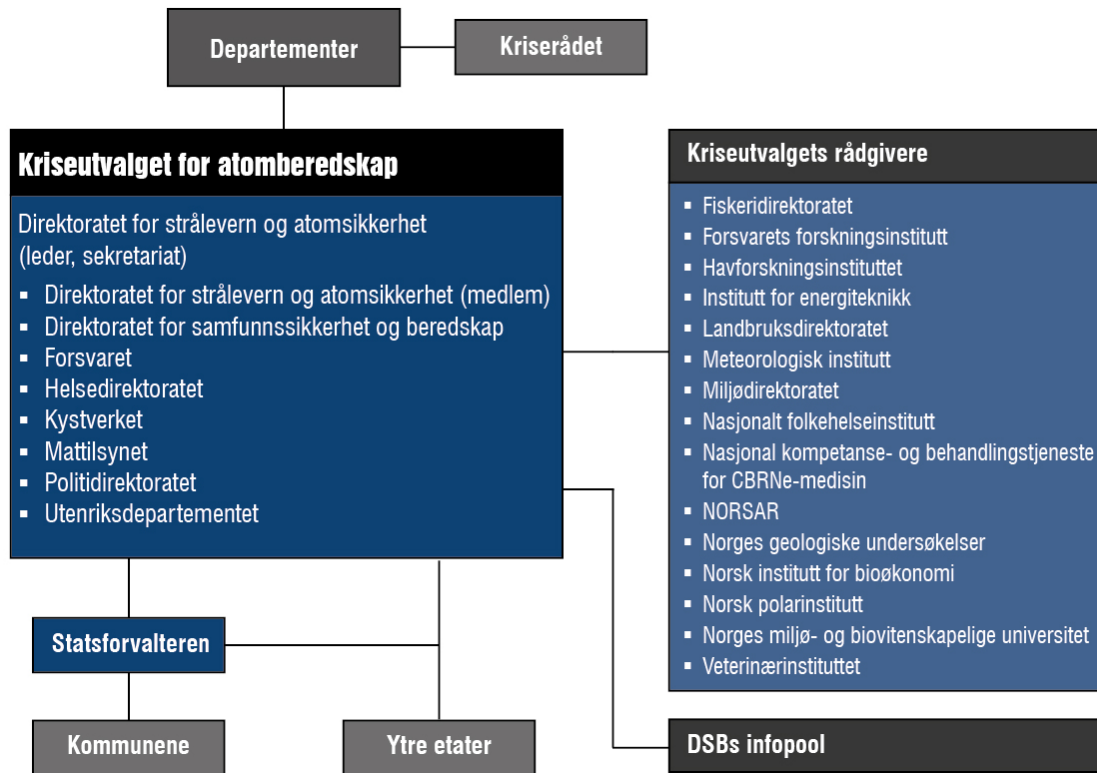 Departementer
Kriserådet
Kriseutvalget for atomberedskap
Direktoratet for strålevern og atomsikkerhet
(leder, sekretariat)
▪ Direktoratet for strålevern og atomsikkerhet (medlem)
▪ Direktoratet for samfunnssikkerhet og beredskap
▪ Forsvaret
▪ Helsedirektoratet
▪ Kystverket
▪ Mattilsynet
▪ Politidirektoratet
▪ Utenriksdepartementet
Kriseutvalgets rådgivere
▪ Fiskeridirektoratet
▪ Forsvarets forskningsinstitutt
▪ Havforskningsinstituttet
▪ Institutt for energiteknikk
▪ Landbruksdirektoratet
▪ Meteorologisk institutt
▪ Miljødirektoratet
▪ Nasjonalt folkehelseinstitutt
▪ Nasjonal kompetanse- og behandlingstjeneste
for CBRNe-medisin
▪ NORSAR
▪ Norges geologiske undersøkelser
▪ Norsk institutt for bioøkonomi
▪ Norsk polarinstitutt
▪ Norges miljø- og biovitenskapelige universitet
▪ Veterinærinstituttet
Statsforvalteren
Kommunene
Ytre etater
DSBs infopool